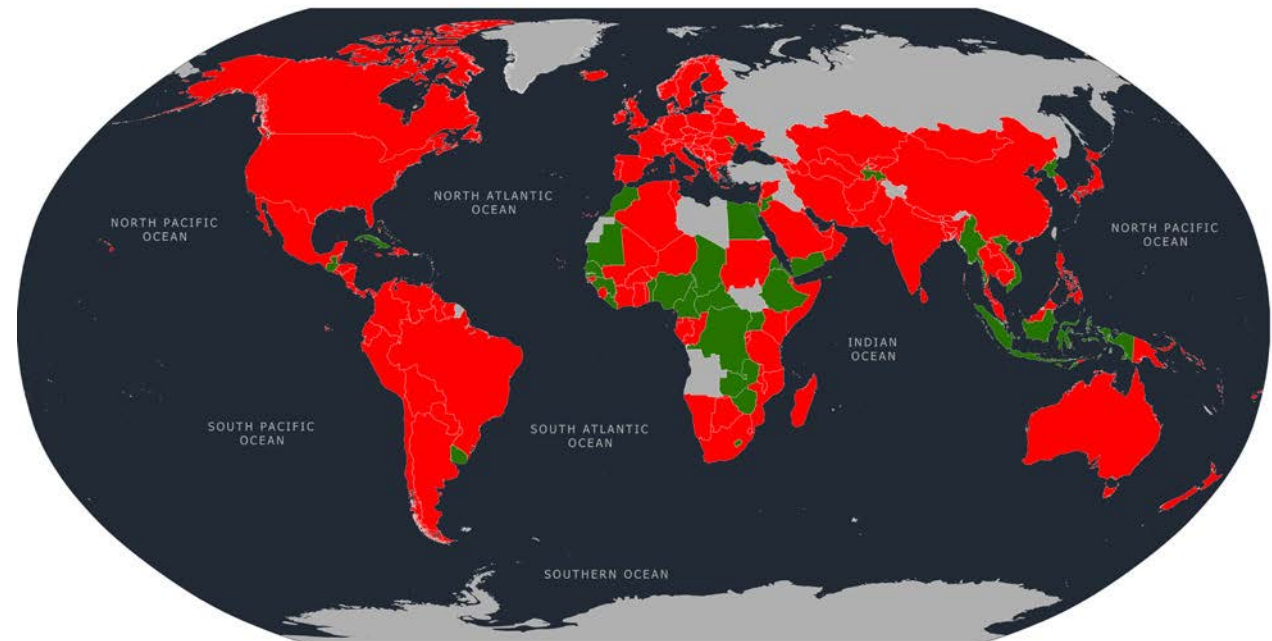 NORTH ATLANTIC
OCEAN
NORTH PACIFIC
OCEAN
NORTH PACIFIC
OCEAN
INDIAN
OCEAN
SOUTH PACIFIC
OCEAN
SOUTH ATLANTIC
OCEAN
SOUTHERN OCEAN